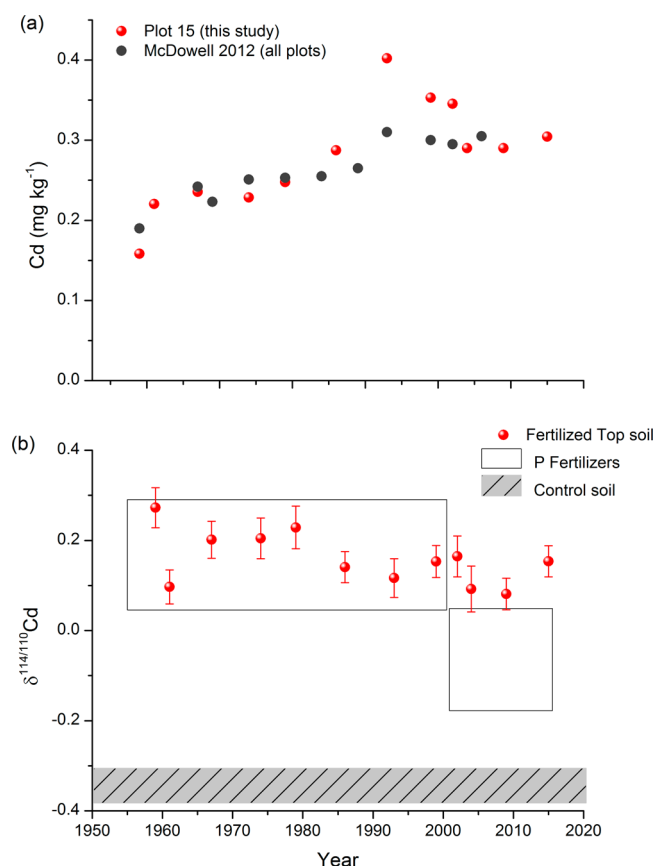 (a)
Plot 15 (this study)
McDowell 2012 (all plots)
0.4
0.3
0.2
0.1
0.0
Cd (mg kg⁻¹)
(b)
Fertilized Top soil
P Fertilizers
Control soil
0.4
0.2
0.0
-0.2
-0.4
δ¹¹⁴/¹¹⁰Cd
1950 1960 1970 1980 1990 2000 2010 2020
Year